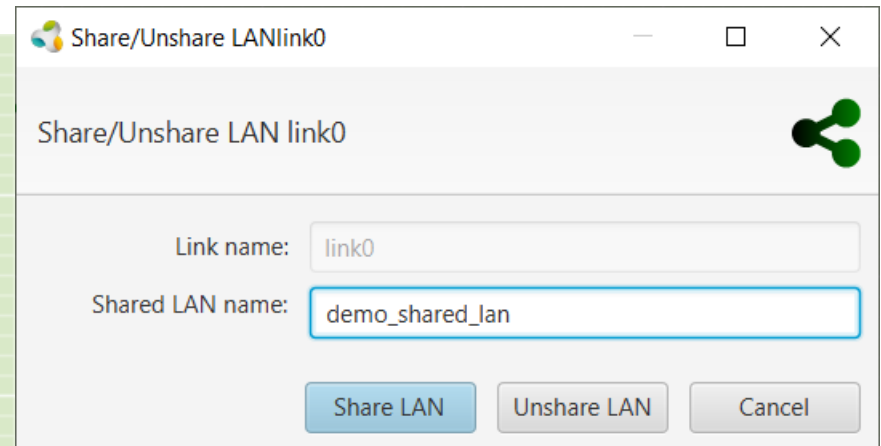 Share/Unshare LANlink0
Share/Unshare LAN link0
Link name: link0
Shared LAN name: demo_shared_lan
Share LAN Unshare LAN Cancel